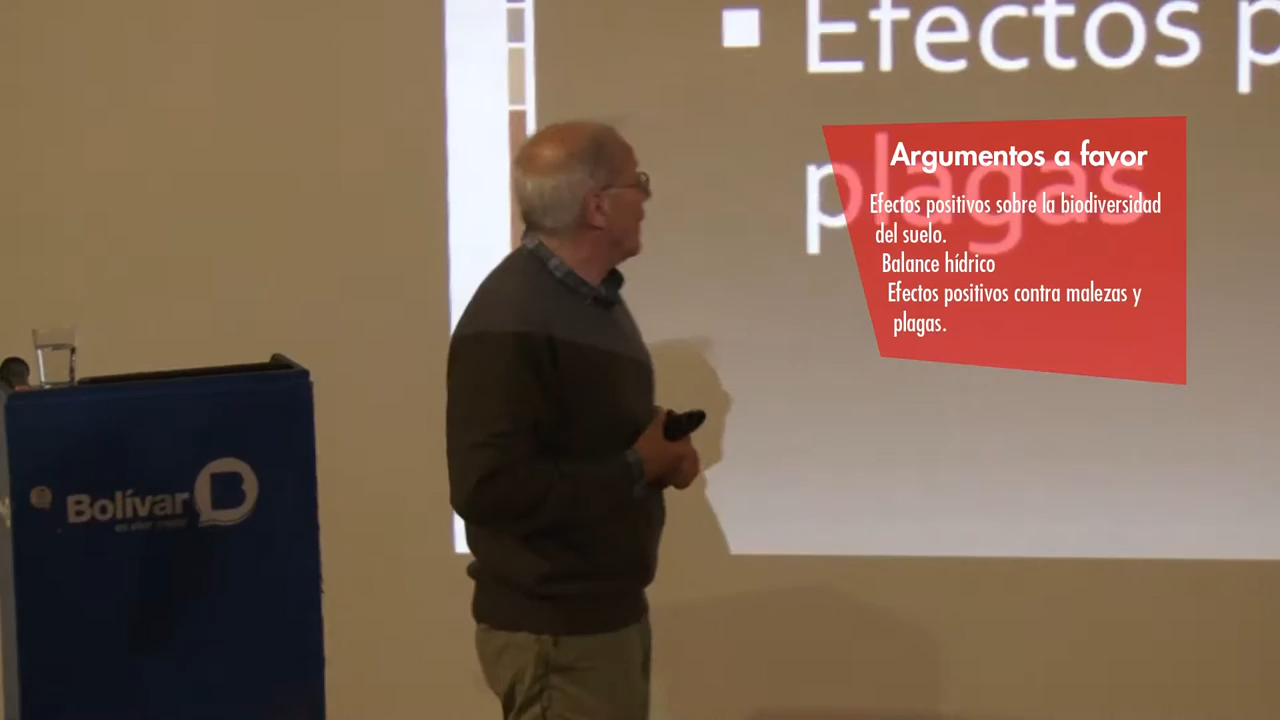 Efectos p
plagas
Argumentos a favor
Efectos positivos sobre la biodiversidad
del suelo.
Balance hídrico
Efectos positivos contra malezas y
plagas.
Bolívar B